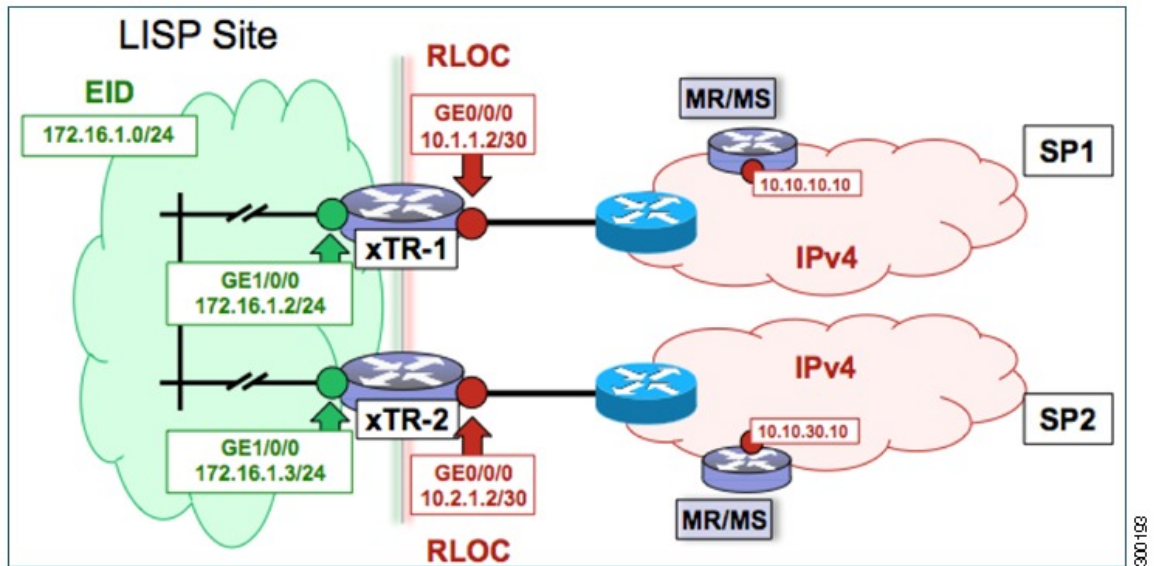 LISP Site
EID
172.16.1.0/24
RLOC
GE0/0/0
10.1.1.2/30
MR/MS
10.10.10.10
SP1
xTR-1
IPv4
GE1/0/0
172.16.1.2/24
xTR-2
IPv4
10.10.30.10
SP2
GE1/0/0
172.16.1.3/24
GE0/0/0
10.2.1.2/30
MR/MS
RLOC
300193